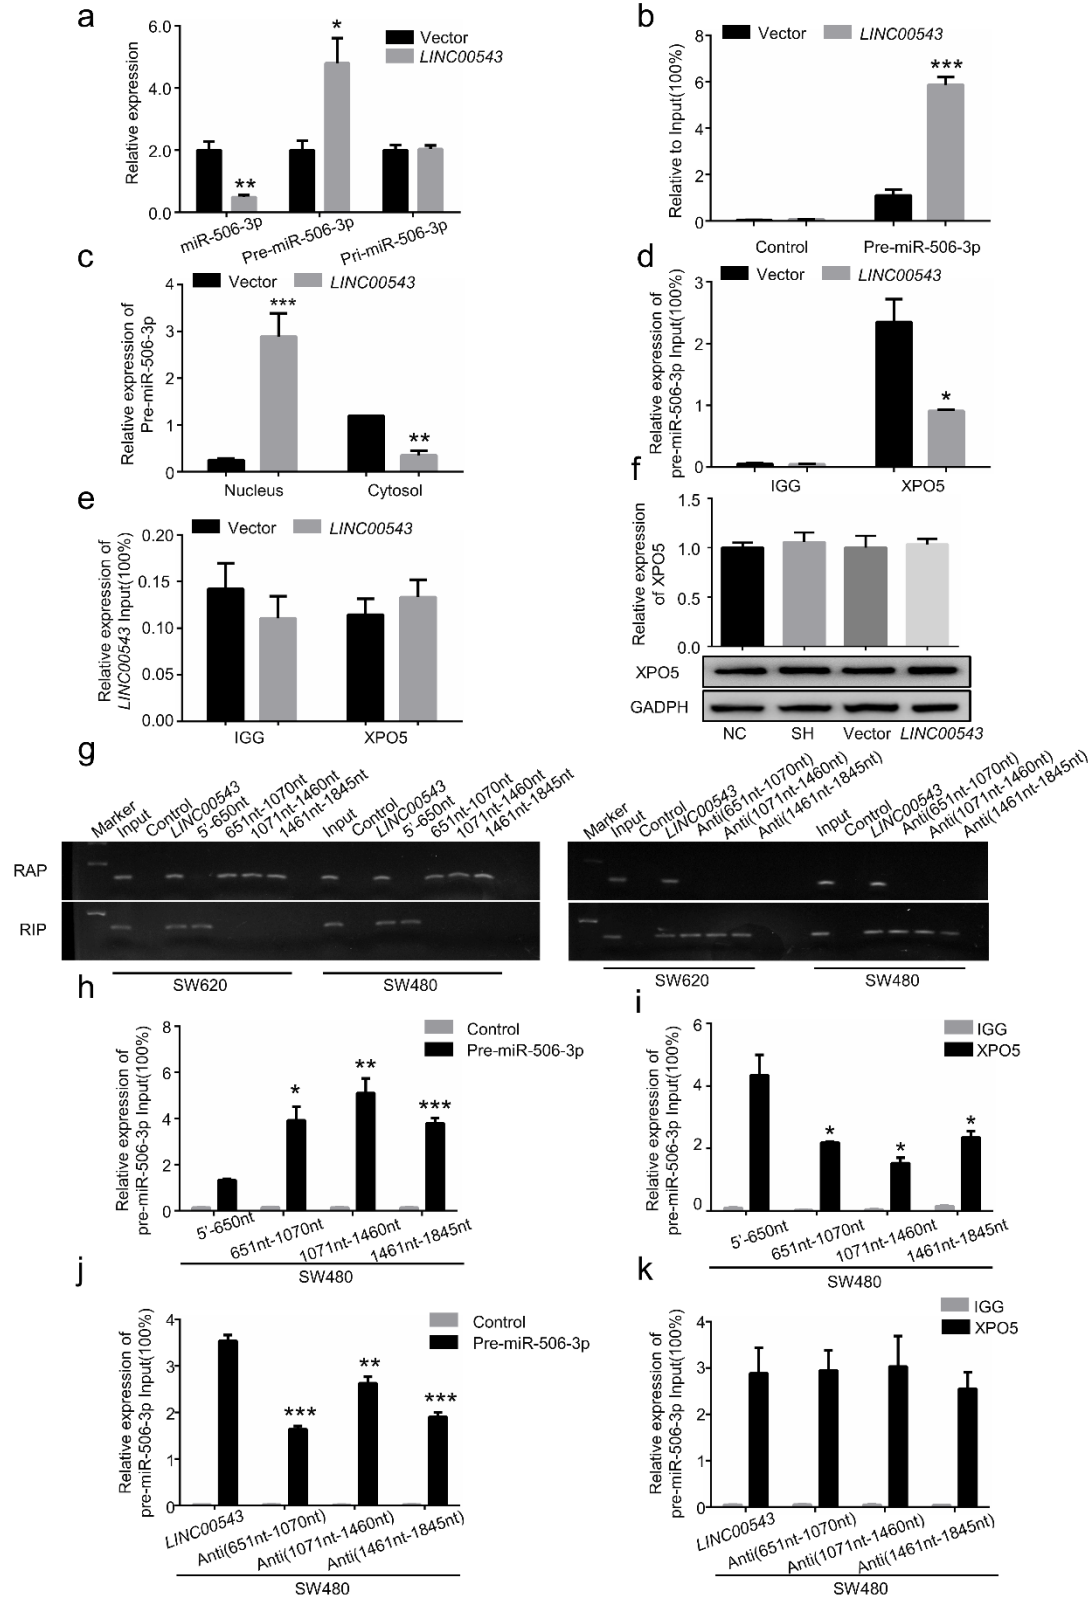 a
6.0
4.0
2.0
0.0
Relative expression
*
**
Vector
LINC00543
miR-506-3p
Pre-miR-506-3p
Pri-miR-506-3p
b
Vector
LINC00543
8
6
4
2
0
Relative to Input(100%)
***
Control
Pre-miR-506-3p
c
Vector
LINC00543
4
3
2
1
0
Relative expression of
Pre-miR-506-3p
***
**
Nucleus
Cytosol
d
Vector
LINC00543
3
2
1
0
Relative expression of
pre-miR-506-3p Input(100%)
*
IGG
XPO5
e
Vector
LINC00543
0.20
0.15
0.10
0.05
0.00
Relative expression of
LINC00543 Input(100%)
IGG
XPO5
f
1.5
1.0
0.5
0.0
Relative expression
of XPO5
XPO5
GADPH
NC
SH
Vector
LINC00543
g
Marker
Input
Control
LINC00543
5'-650nt
651nt-1070nt
1071nt-1460nt
1461nt-1845nt
Input
Control
LINC00543
5'-650nt
651nt-1070nt
1071nt-1460nt
1461nt-1845nt
Marker
Input
Control
LINC00543
Anti(651nt-1070nt)
Anti(1071nt-1460nt)
Anti(1461nt-1845nt)
Input
Control
LINC00543
Anti(651nt-1070nt)
Anti(1071nt-1460nt)
Anti(1461nt-1845nt)
RAP
RIP
SW620
SW480
SW620
SW480
h
8
6
4
2
0
Relative expression of
pre-miR-506-3p Input(100%)
Control
Pre-miR-506-3p
*
**
***
5'-650nt
651nt-1070nt
1071nt-1460nt
1461nt-1845nt
SW480
i
6
4
2
0
Relative expression of
pre-miR-506-3p Input(100%)
IGG
XPO5
*
*
*
5'-650nt
651nt-1070nt
1071nt-1460nt
1461nt-1845nt
SW480
j
4
3
2
1
0
Relative expression of
pre-miR-506-3p Input(100%)
Control
Pre-miR-506-3p
***
**
***
LINC00543
Anti(651nt-1070nt)
Anti(1071nt-1460nt)
Anti(1461nt-1845nt)
SW480
k
4
3
2
1
0
Relative expression of
pre-miR-506-3p Input(100%)
IGG
XPO5
LINC00543
Anti(651nt-1070nt)
Anti(1071nt-1460nt)
Anti(1461nt-1845nt)
SW480